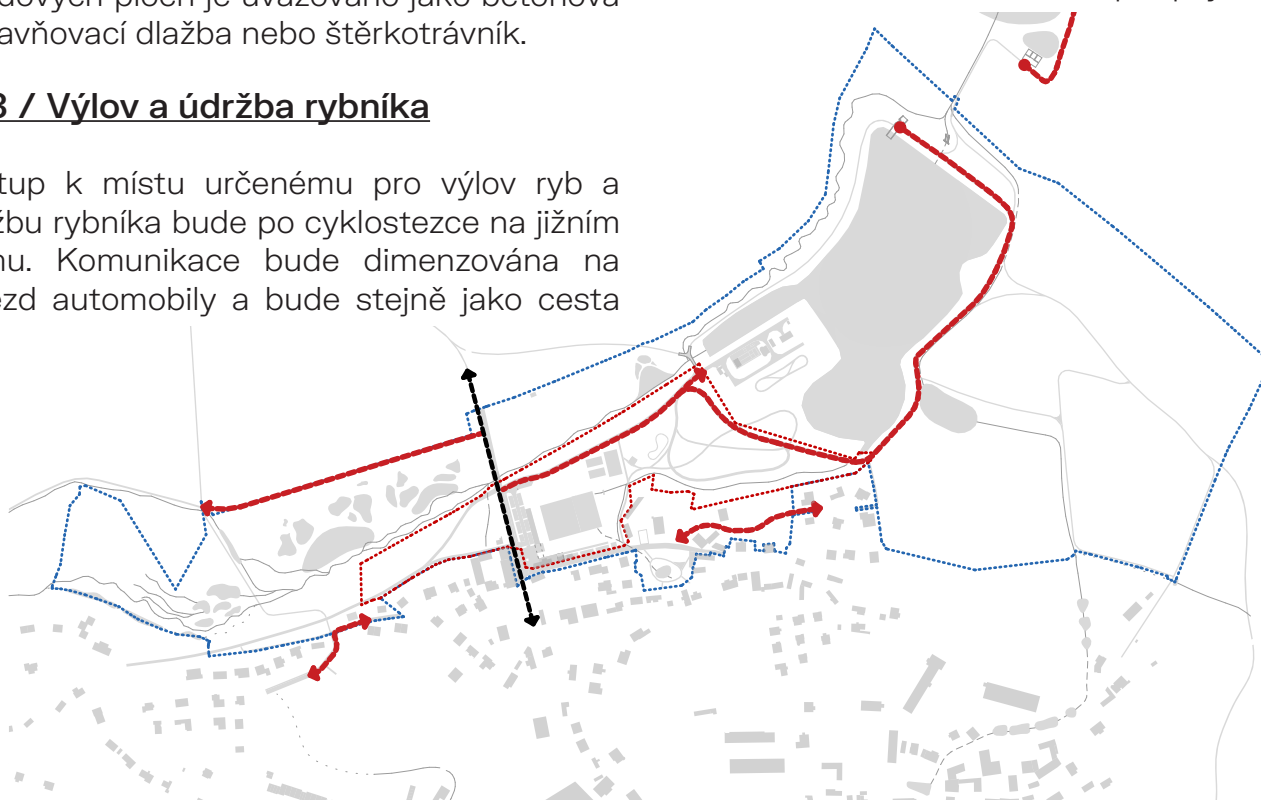 dových ploch je uvažováno jako betonová
avňovací dlažba nebo štěrkotrávník.
3 / Výlov a údržba rybníka
tup k místu určenému pro výlov ryb a
žbu rybníka bude po cyklostezce na jižním
mu. Komunikace bude dimenzována na
ezd automobily a bude stejně jako cesta